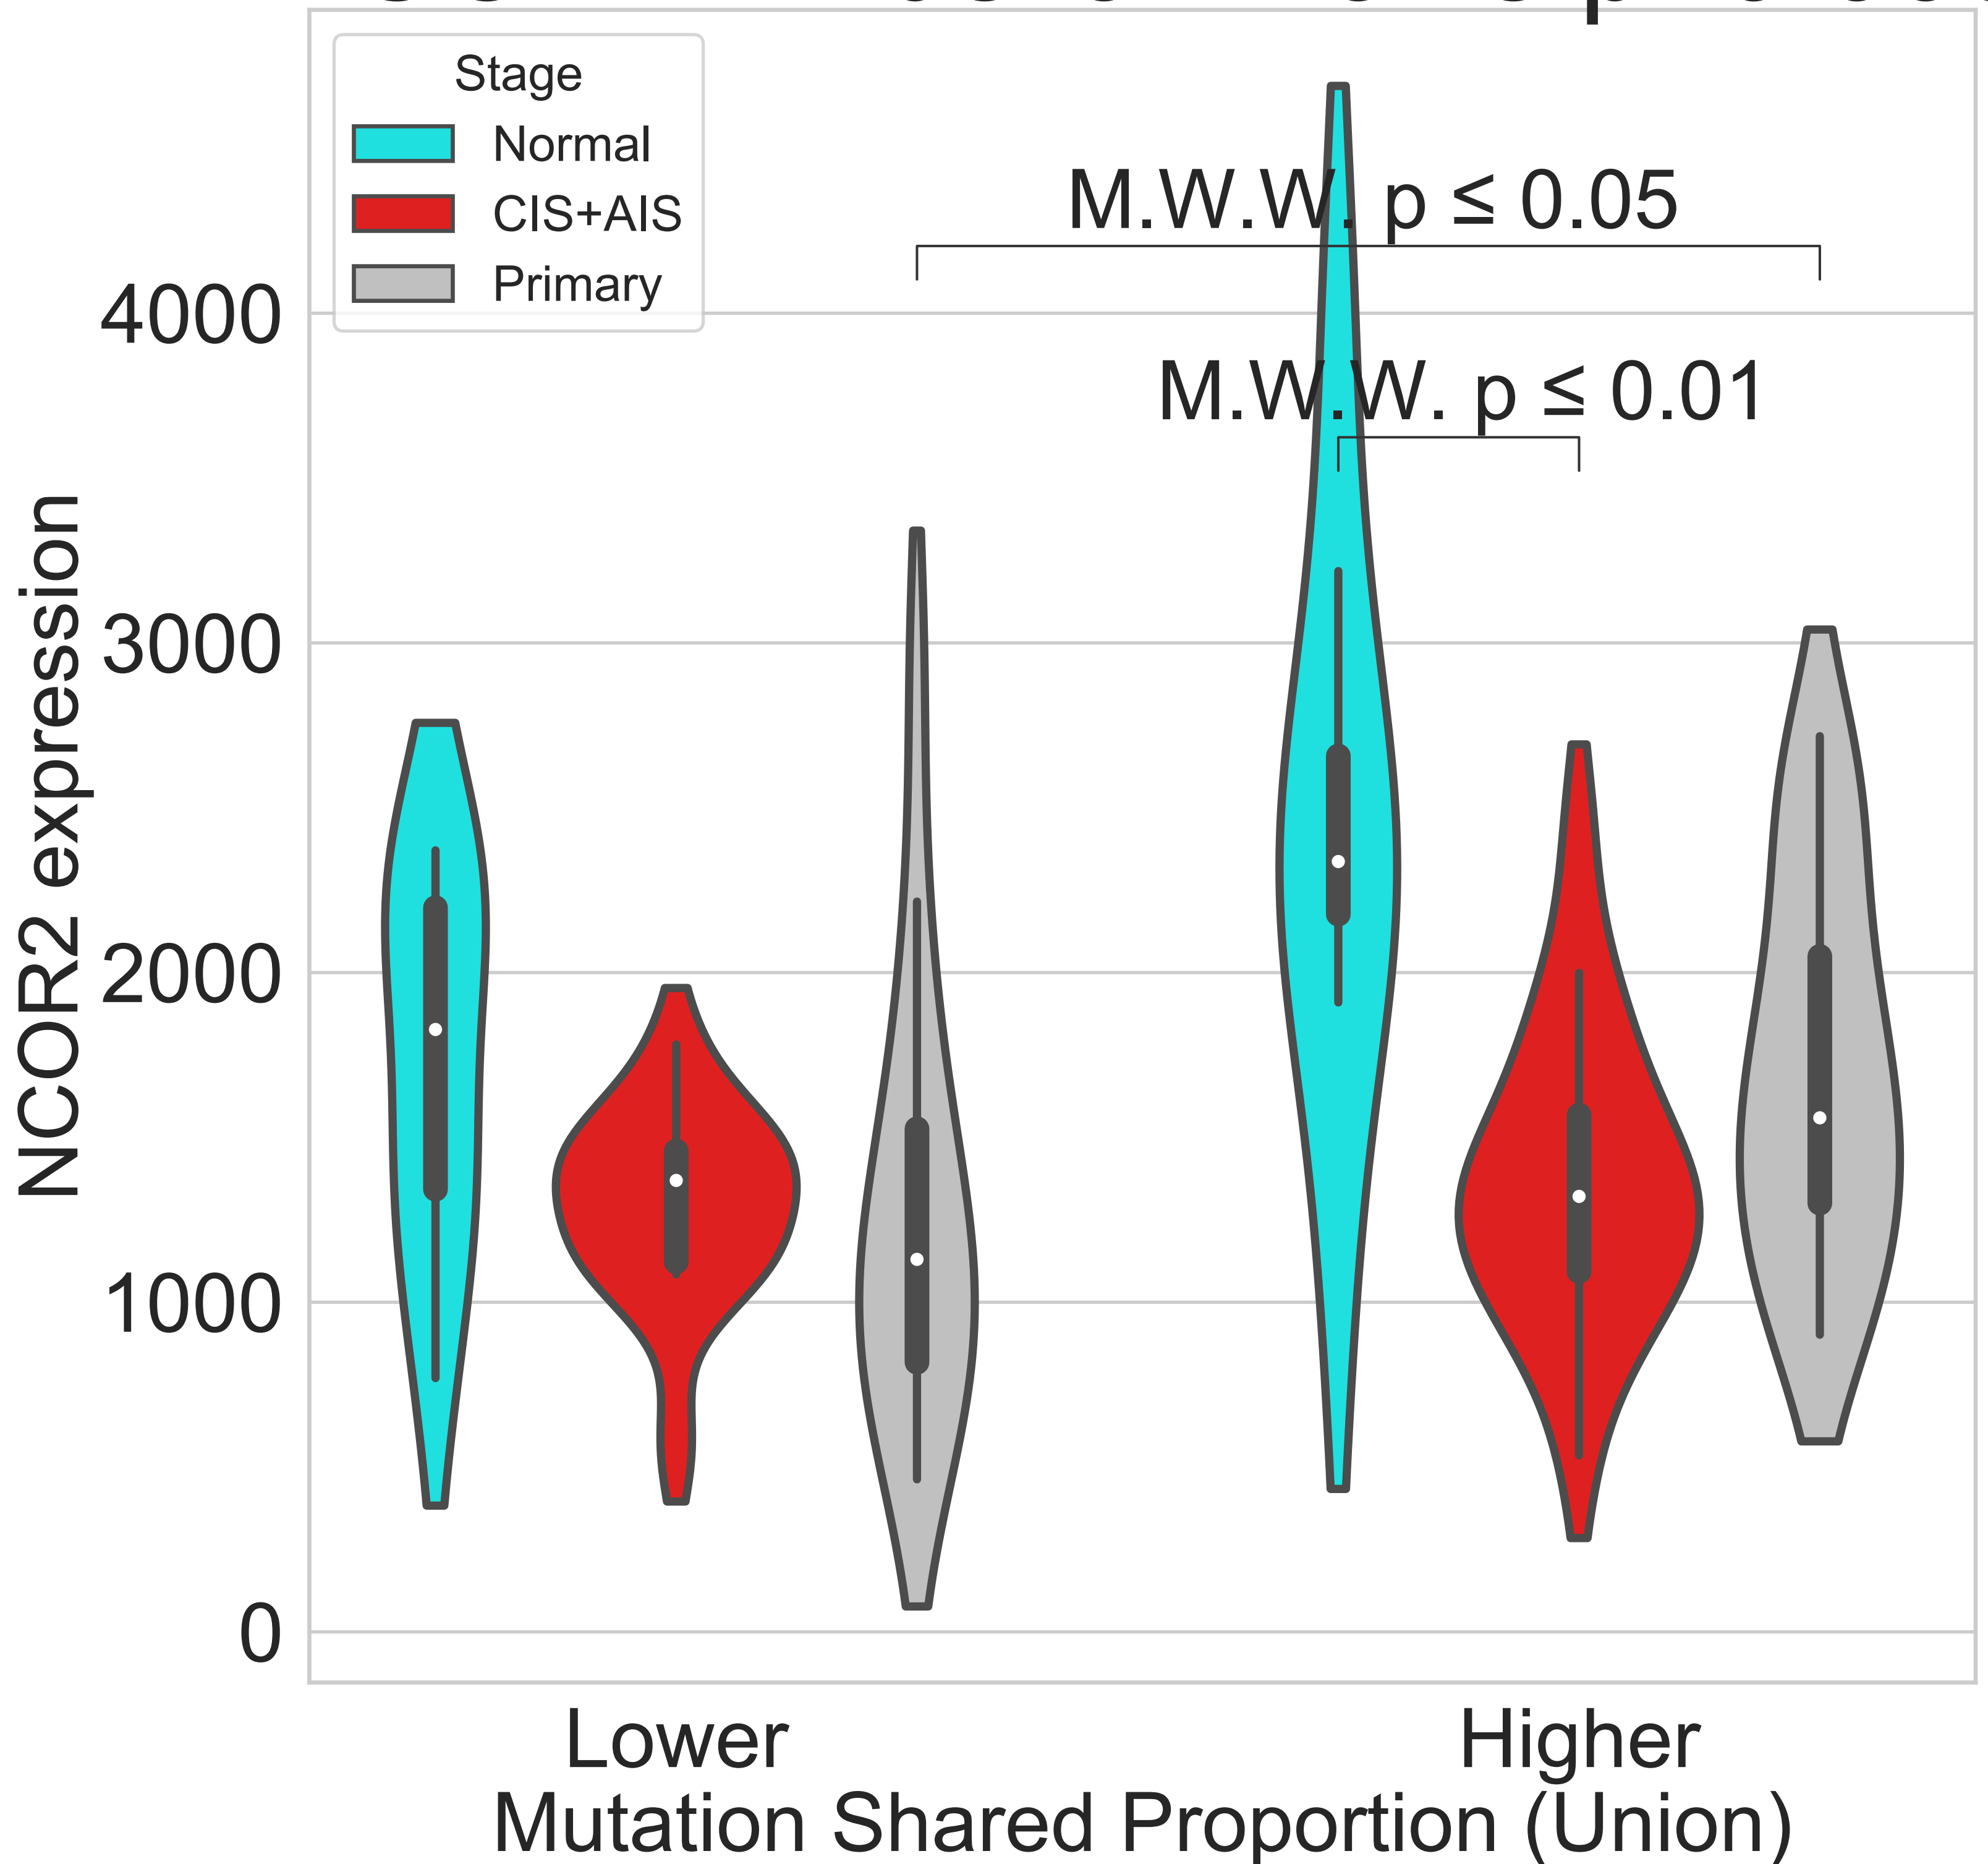 Stage
Normal
CIS+AIS
Primary
M.W.W. p ≤ 0.05
M.W.W. p ≤ 0.01
4000
3000
2000
1000
0
NCOR2 expression
Lower
Higher
Mutation Shared Proportion (Union)